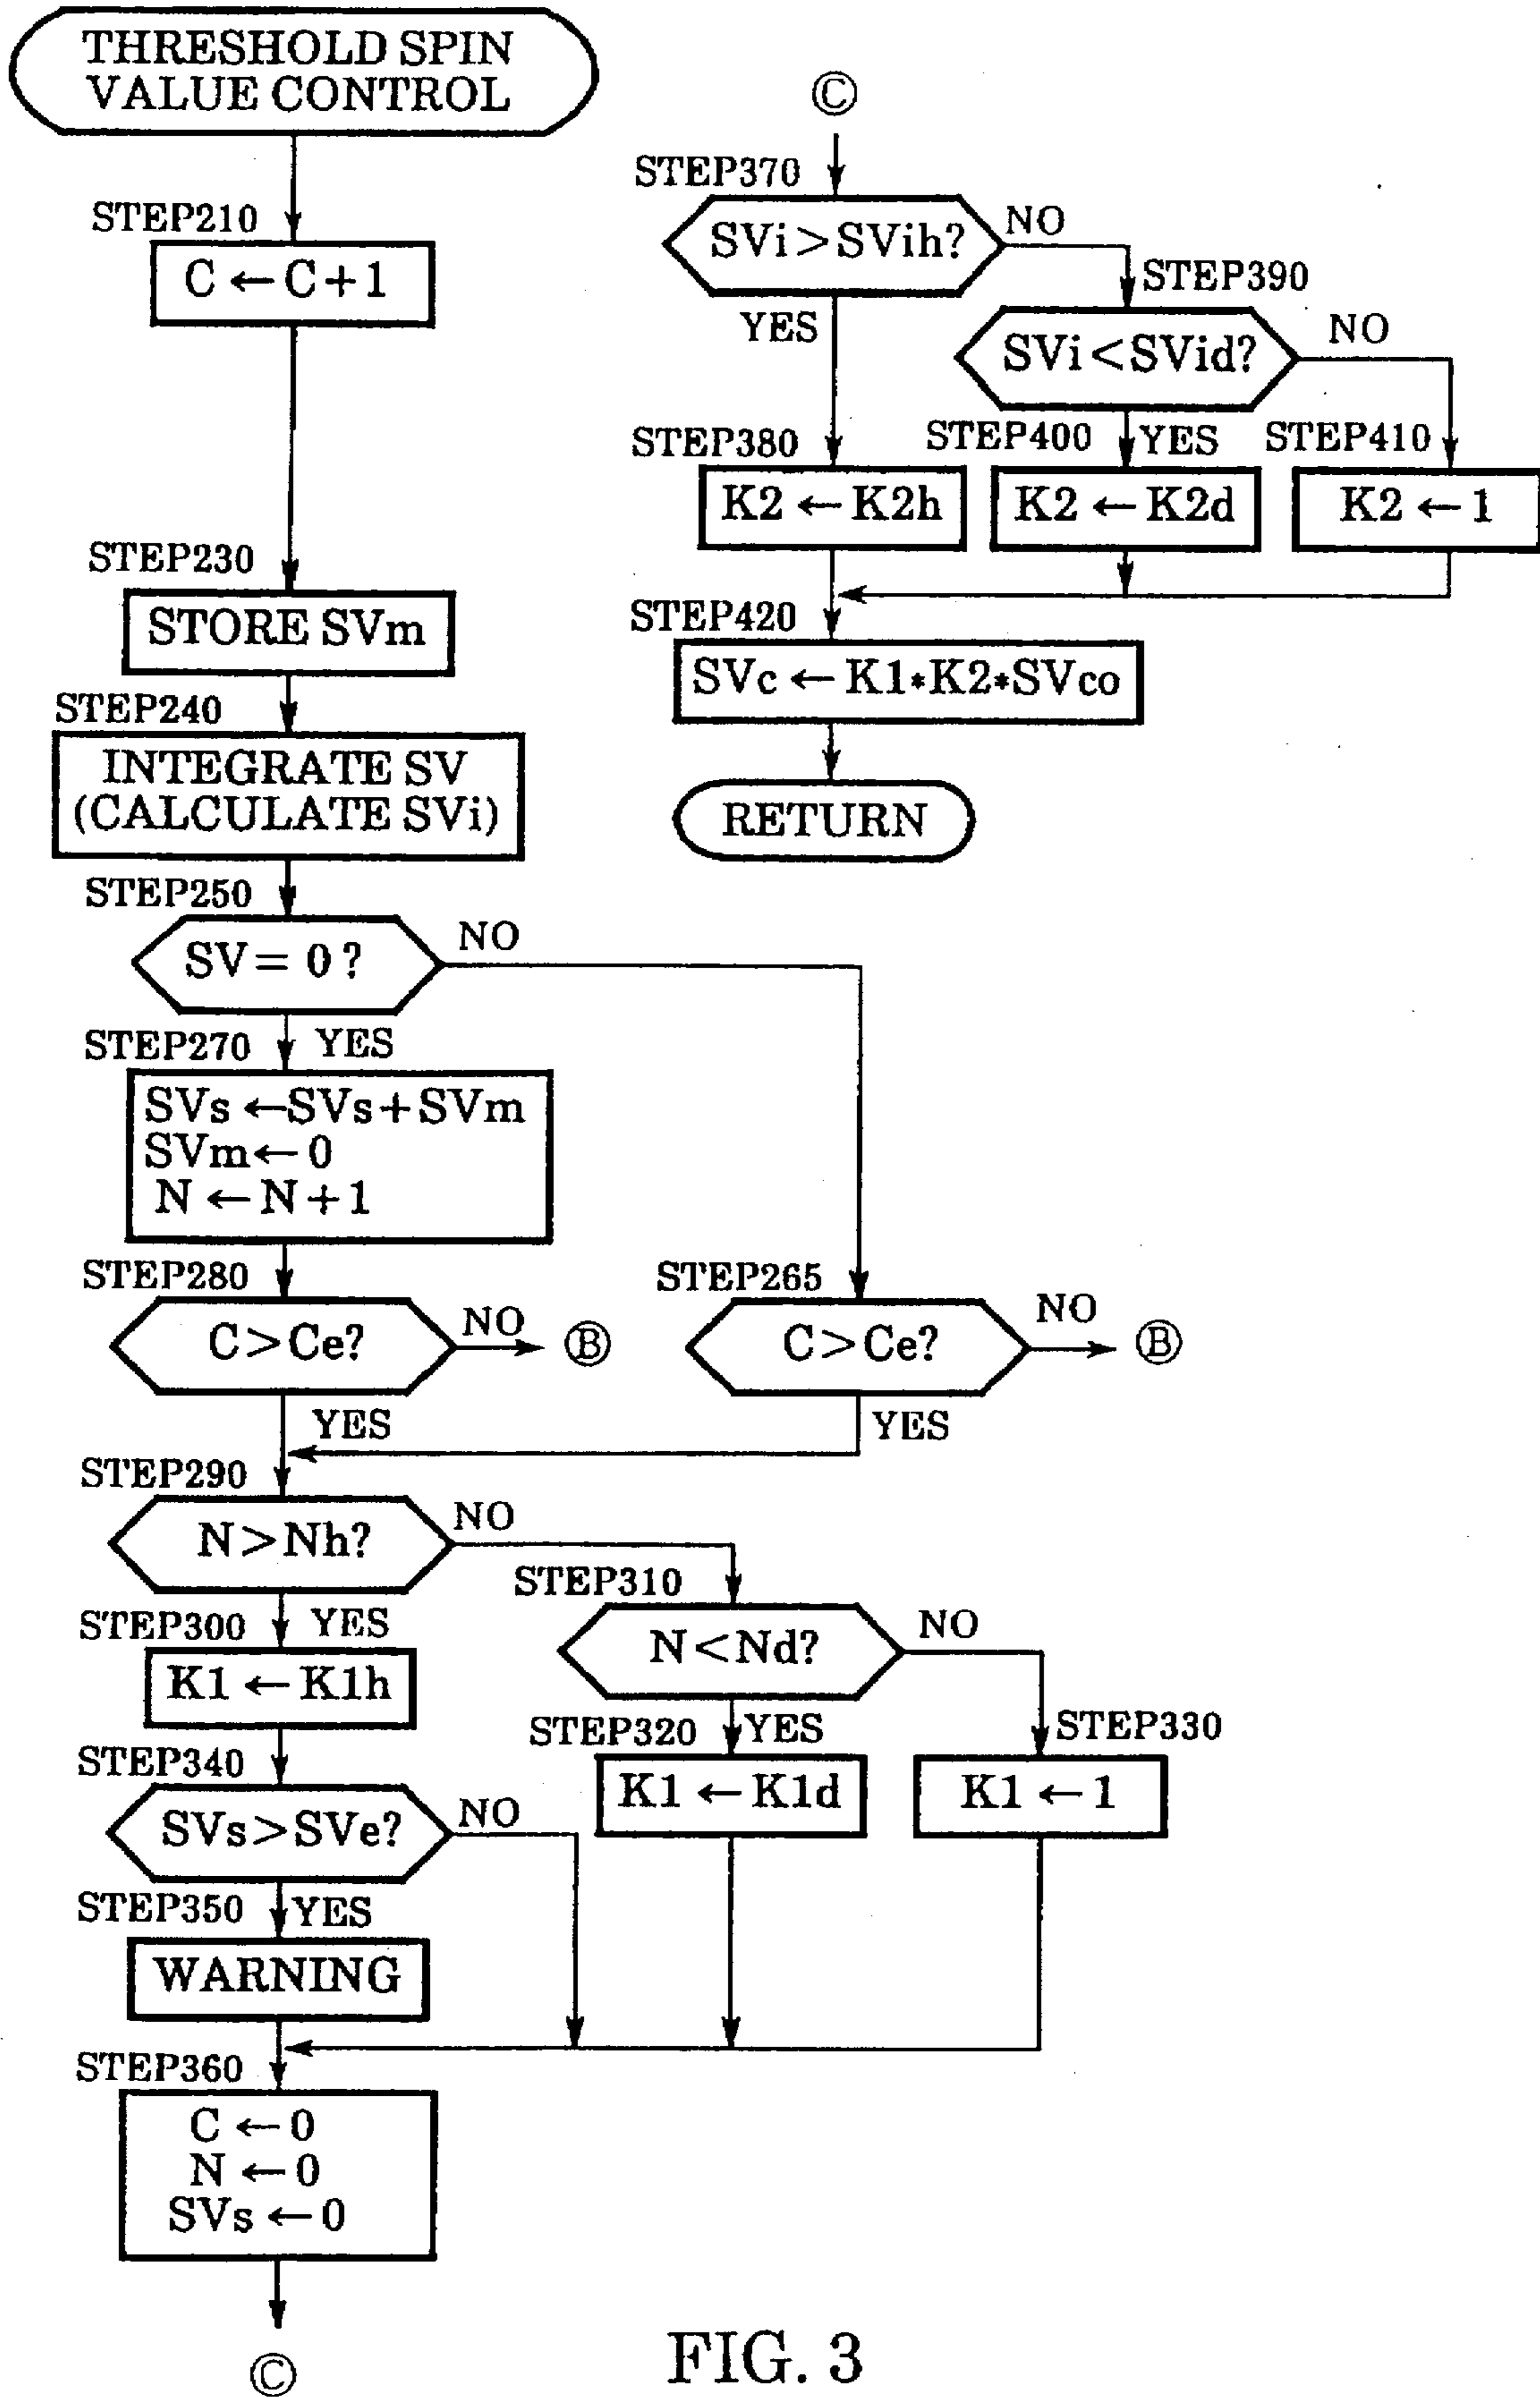 THRESHOLD SPIN
VALUE CONTROL
STEP210
C ← C+1
STEP230
STORE SVm
STEP240
INTEGRATE SV
(CALCULATE SVi)
STEP250
SV = 0 ?
NO
STEP270
YES
SVs ← SVs + SVm
SVm ← 0
N ← N + 1
STEP280
C > Ce?
NO
Ⓑ
YES
STEP265
C > Ce?
NO
Ⓑ
YES
STEP290
N > Nh?
NO
STEP300
YES
K1 ← K1h
STEP310
N < Nd?
NO
STEP320
YES
K1 ← K1d
STEP330
K1 ← 1
STEP340
SVs > SVe?
NO
STEP350
YES
WARNING
STEP360
C ← 0
N ← 0
SVs ← 0
Ⓒ
Ⓒ
STEP370
SVi > SVih?
NO
YES
STEP390
SVi < SVid?
NO
STEP380
K2 ← K2h
STEP400
YES
K2 ← K2d
STEP410
K2 ← 1
STEP420
SVc ← K1*K2*SVco
RETURN
FIG. 3